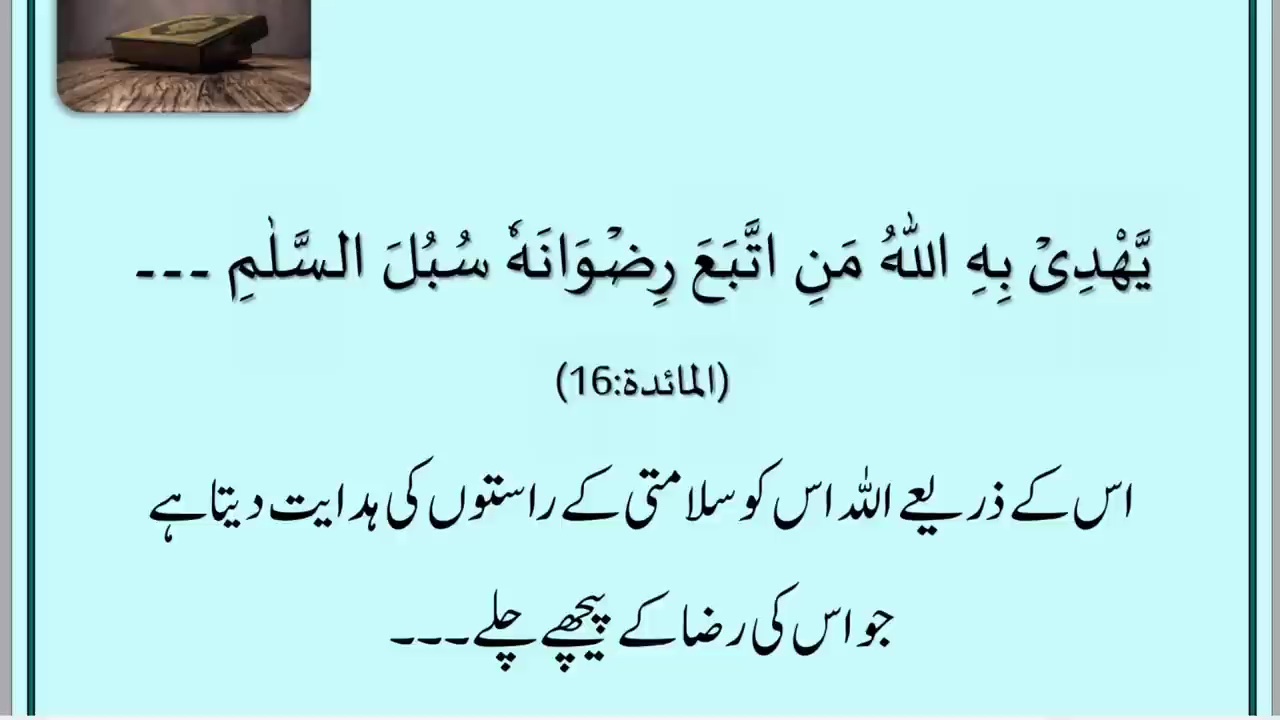 يَّهْدِىْ بِهِ اللّٰهُ مَنِ اتَّبَعَ رِضْوَانَهٗ سُبُلَ السَّلٰمِ ۔۔۔
(المائدة:16)
اس کے ذریعے اللہ اس کو سلامتی کے راستوں کی ہدایت دیتا ہے
جو اس کی رضا کے پیچھے چلے۔۔۔